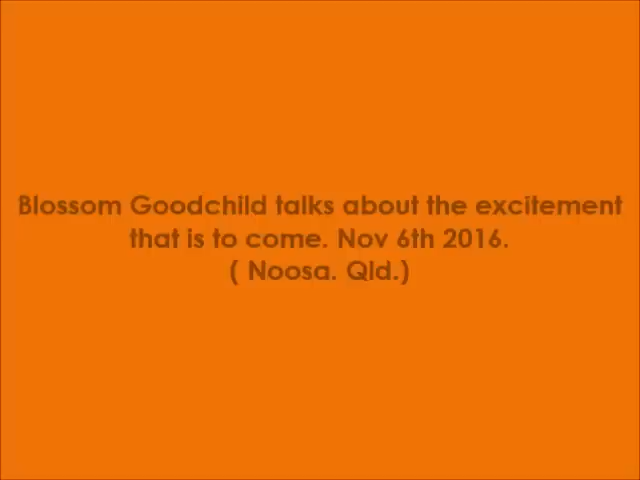 Blossom Goodchild talks about the excitement
that is to come. Nov 6th 2016.
( Noosa. Qld.)